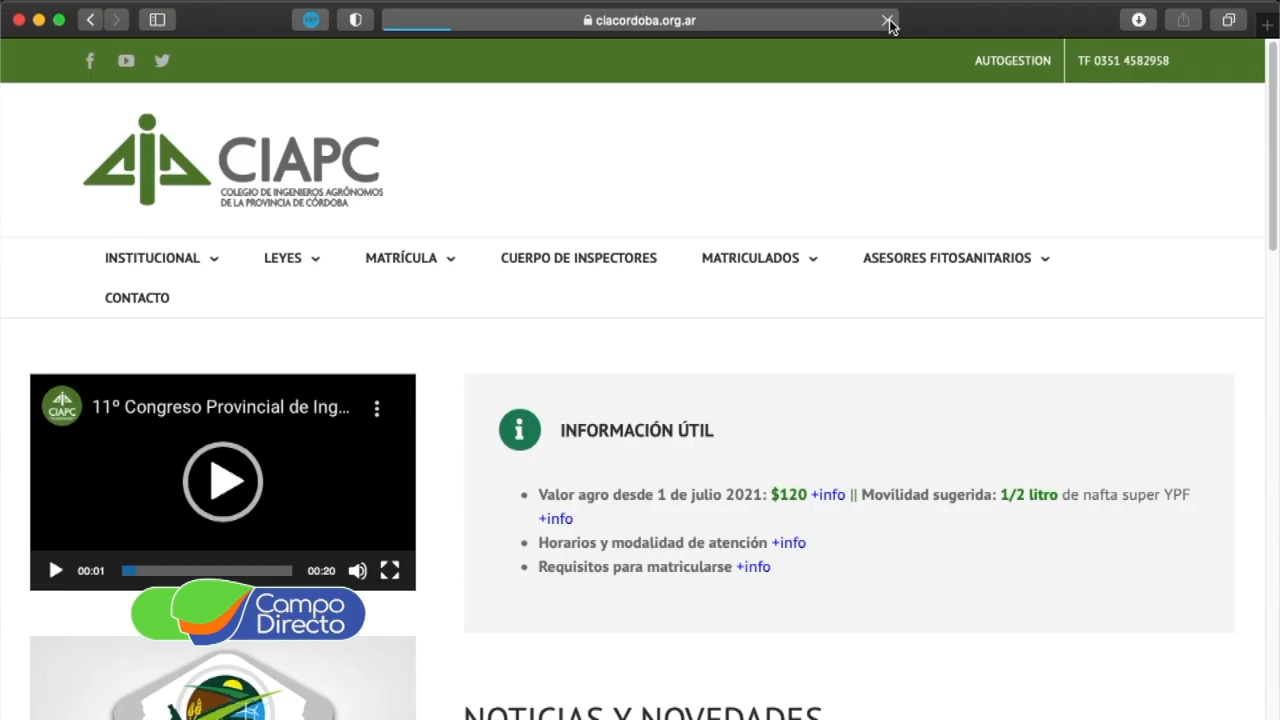 ciacordoba.org.ar
AUTOGESTION
TF 0351 4582958
CIAPC
COLEGIO DE INGENIEROS AGRÓNOMOS
DE LA PROVINCIA DE CÓRDOBA
INSTITUCIONAL
LEYES
MATRÍCULA
CUERPO DE INSPECTORES
MATRICULADOS
ASESORES FITOSANITARIOS
CONTACTO
CIAPC
11º Congreso Provincial de Ing...
00:01
00:20
Campo
Directo
INFORMACIÓN ÚTIL
Valor agro desde 1 de julio 2021: $120 +info || Movilidad sugerida: 1/2 litro de nafta super YPF
+info
Horarios y modalidad de atención +info
Requisitos para matricularse +info
NOTICIAS Y NOVEDADES